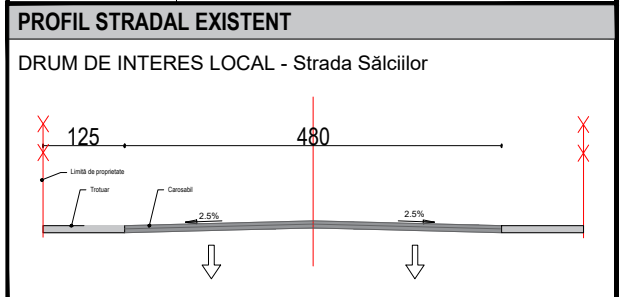 PROFIL STRADAL EXISTENT
DRUM DE INTERES LOCAL - Strada Sălciilor
125 480
Limită de proprietate
Trotuar Carosabil
2.5% 2.5%